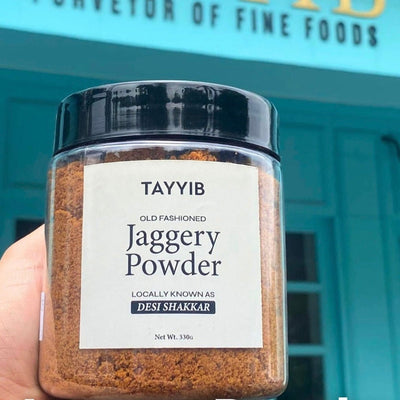 PURVEYOR OF FINE FOODS
TAYYIB
OLD FASHIONED
Jaggery
Powder
LOCALLY KNOWN AS
DESI SHAKKAR
Net Wt. 330g